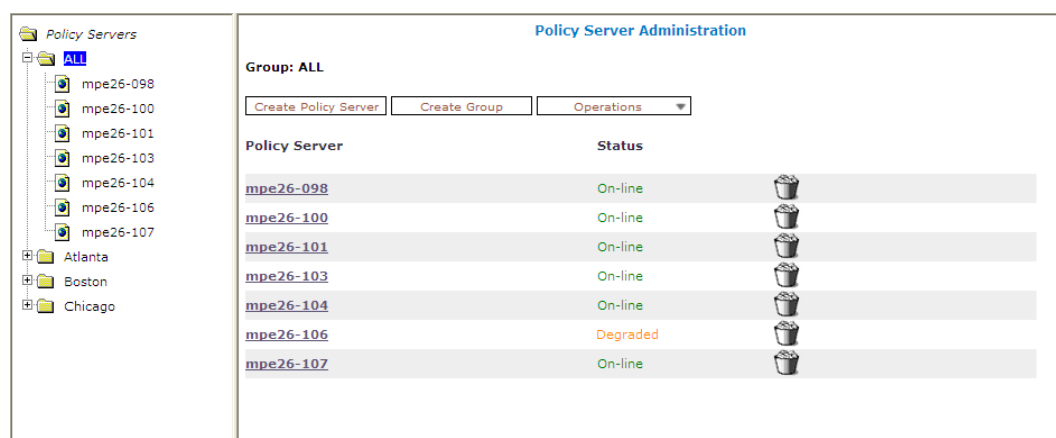 Policy Servers
ALL
mpe26-098
mpe26-100
mpe26-101
mpe26-103
mpe26-104
mpe26-106
mpe26-107
Atlanta
Boston
Chicago
Policy Server Administration
Group: ALL
Create Policy Server Create Group Operations
Policy Server Status
mpe26-098 On-line
mpe26-100 On-line
mpe26-101 On-line
mpe26-103 On-line
mpe26-104 On-line
mpe26-106 Degraded
mpe26-107 On-line